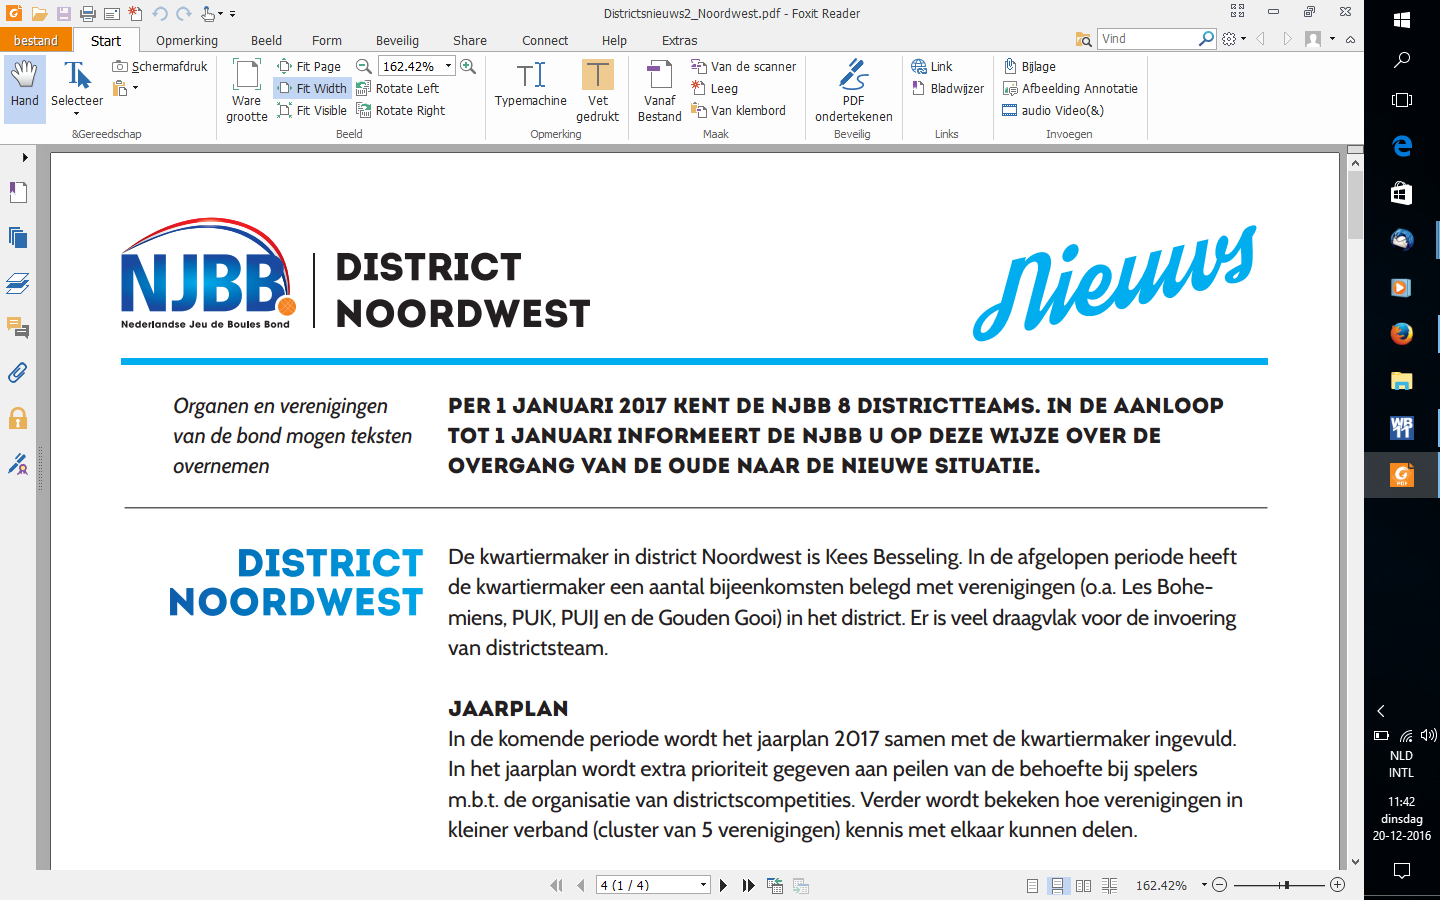 Districtsnieuws2_Noordwest.pdf - Foxit Reader
bestand Start Opmerking Beeld Form Beveilig Share Connect Help Extras Vind
Hand
Selecteer
Schermafdruk
&Gereedschap
Ware grootte
Fit Page
Fit Width
Fit Visible
162.42%
Rotate Left
Rotate Right
Beeld
Typemachine
Vet gedrukt
Opmerking
Vanaf Bestand
Van de scanner
Leeg
Van klembord
Maak
PDF ondertekenen
Beveilig
Link
Bladwijzer
Links
Bijlage
Afbeelding Annotatie
audio Video(&)
Invoegen
NJBB
Nederlandse Jeu de Boules Bond
DISTRICT
NOORDWEST
Nieuws
Organen en verenigingen
van de bond mogen teksten
overnemen
PER 1 JANUARI 2017 KENT DE NJBB 8 DISTRICTTEAMS. IN DE AANLOOP
TOT 1 JANUARI INFORMEERT DE NJBB U OP DEZE WIJZE OVER DE
OVERGANG VAN DE OUDE NAAR DE NIEUWE SITUATIE.
DISTRICT
NOORDWEST
De kwartiermaker in district Noordwest is Kees Besseling. In de afgelopen periode heeft
de kwartiermaker een aantal bijeenkomsten belegd met verenigingen (o.a. Les Bohe-
miens, PUK, PUIJ en de Gouden Gooi) in het district. Er is veel draagvlak voor de invoering
van districtsteam.
JAARPLAN
In de komende periode wordt het jaarplan 2017 samen met de kwartiermaker ingevuld.
In het jaarplan wordt extra prioriteit gegeven aan peilen van de behoefte bij spelers
m.b.t. de organisatie van districtscompetities. Verder wordt bekeken hoe verenigingen in
kleiner verband (cluster van 5 verenigingen) kennis met elkaar kunnen delen.
4 (1 / 4)
162.42%
WB
11
PDF
NLD
INTL
11:42
dinsdag
20-12-2016